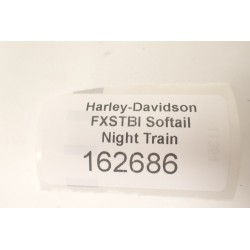 Harley-Davidson
FXSTBI Softail
Night Train
162686